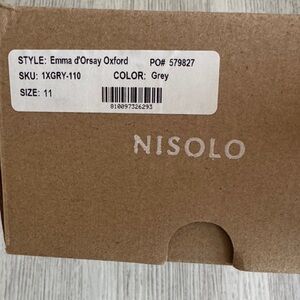 STYLE: Emma d'Orsay Oxford PO# 579827
SKU: 1XGRY-110 COLOR: Grey
SIZE: 11
810097326293
NISOLO